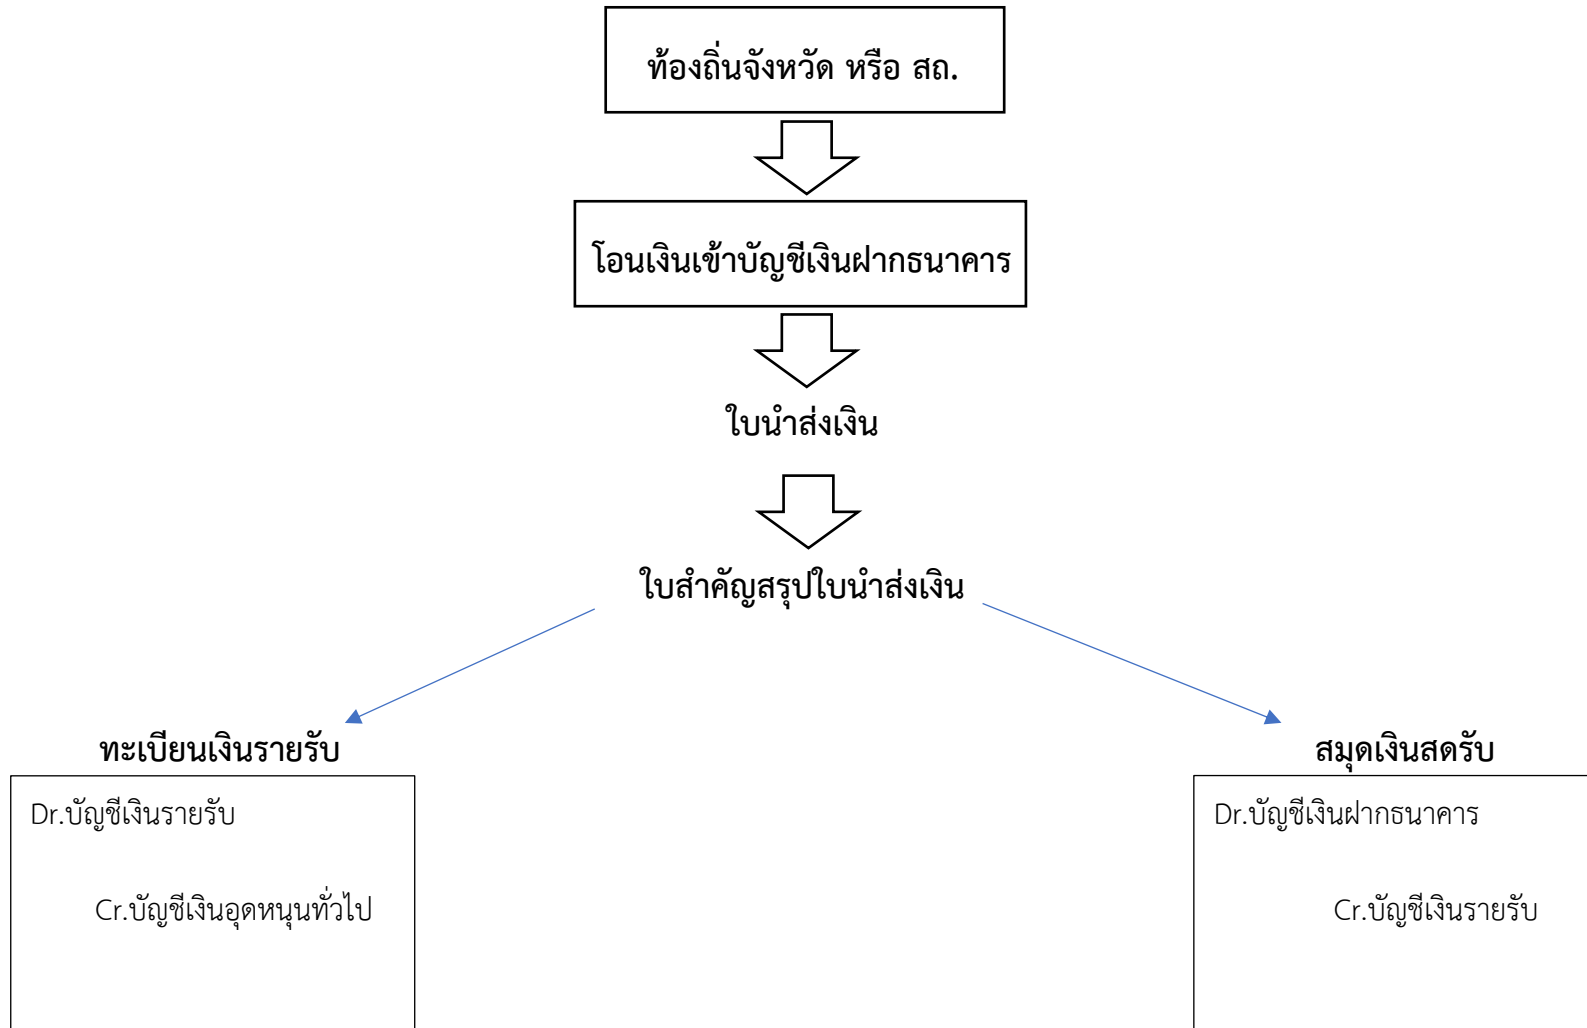 ท้องถิ่นจังหวัด หรือ สถ.
โอนเงินเข้าบัญชีเงินฝากธนาคาร
ใบนำส่งเงิน
ใบสำคัญสรุปใบนำส่งเงิน
ทะเบียนเงินรายรับ
Dr.บัญชีเงินรายรับ
Cr.บัญชีเงินอุดหนุนทั่วไป
สมุดเงินสดรับ
Dr.บัญชีเงินฝากธนาคาร
Cr.บัญชีเงินรายรับ